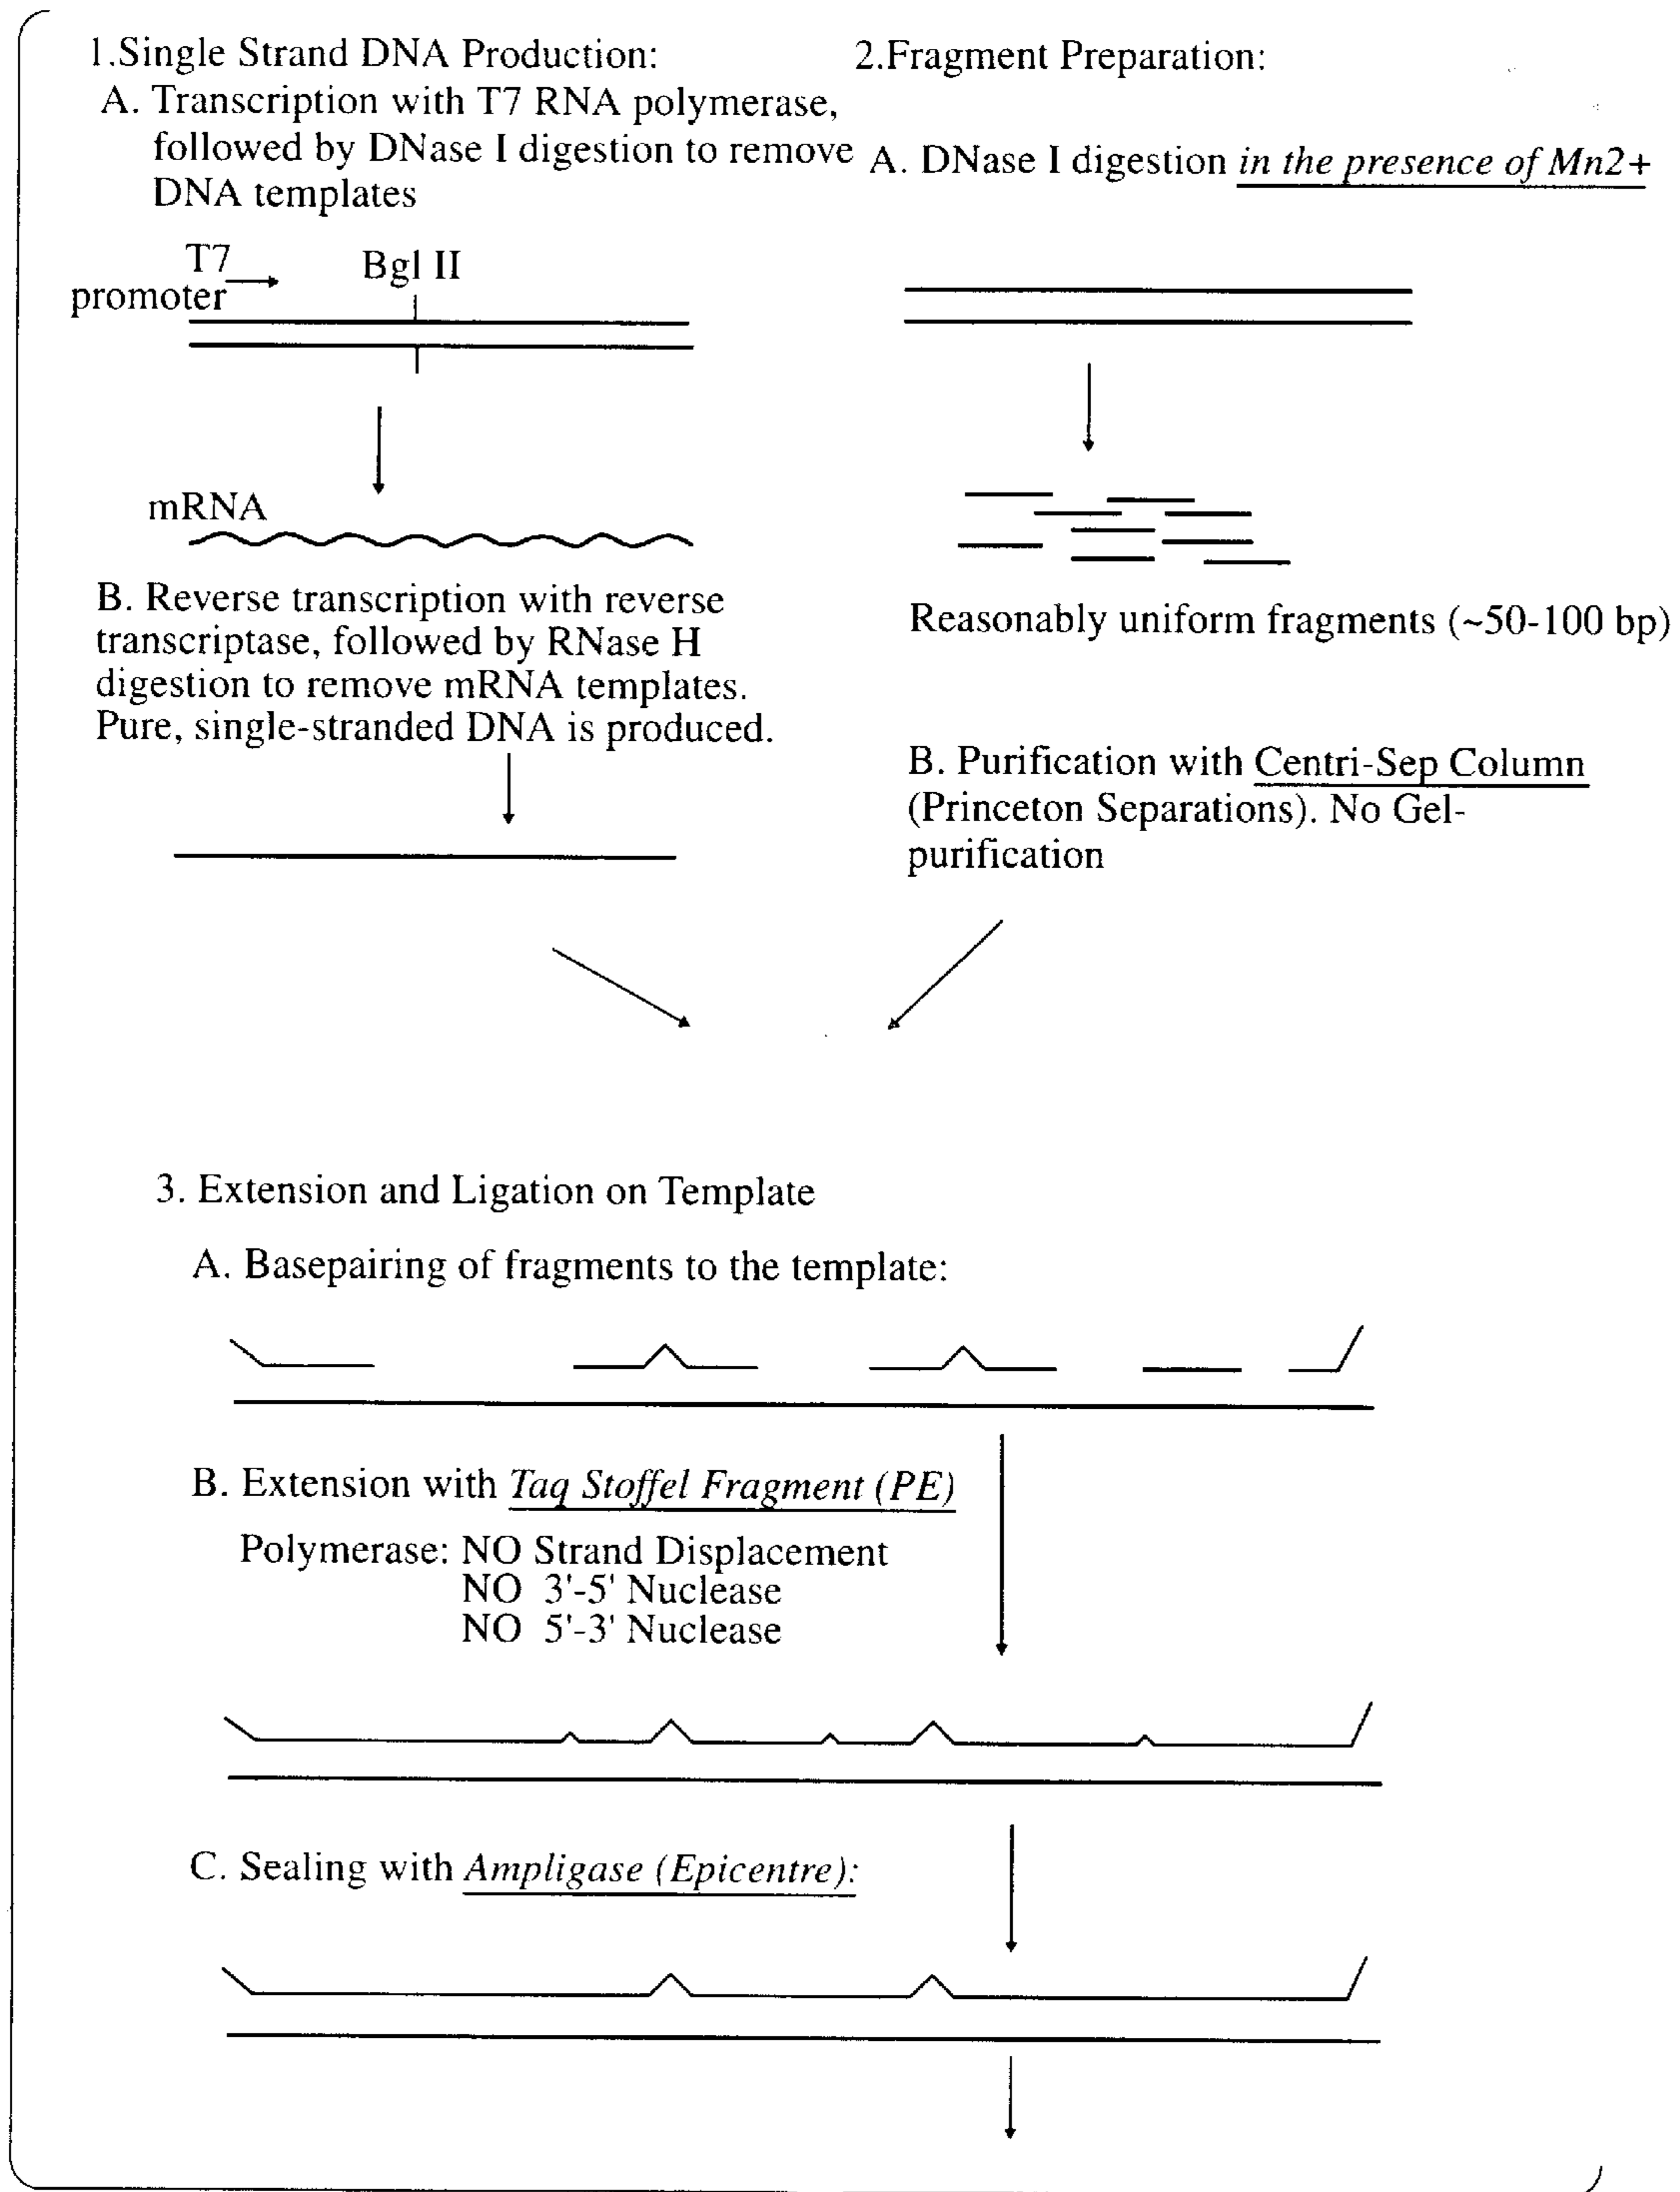 1.Single Strand DNA Production:
A. Transcription with T7 RNA polymerase,
followed by DNase I digestion to remove
DNA templates
T7
promoter
Bgl II
mRNA
B. Reverse transcription with reverse
transcriptase, followed by RNase H
digestion to remove mRNA templates.
Pure, single-stranded DNA is produced.
2.Fragment Preparation:
A. DNase I digestion in the presence of Mn2+
Reasonably uniform fragments (~50-100 bp)
B. Purification with Centri-Sep Column
(Princeton Separations). No Gel-
purification
3. Extension and Ligation on Template
A. Basepairing of fragments to the template:
B. Extension with Taq Stoffel Fragment (PE)
Polymerase: NO Strand Displacement
NO 3'-5' Nuclease
NO 5'-3' Nuclease
C. Sealing with Ampligase (Epicentre):